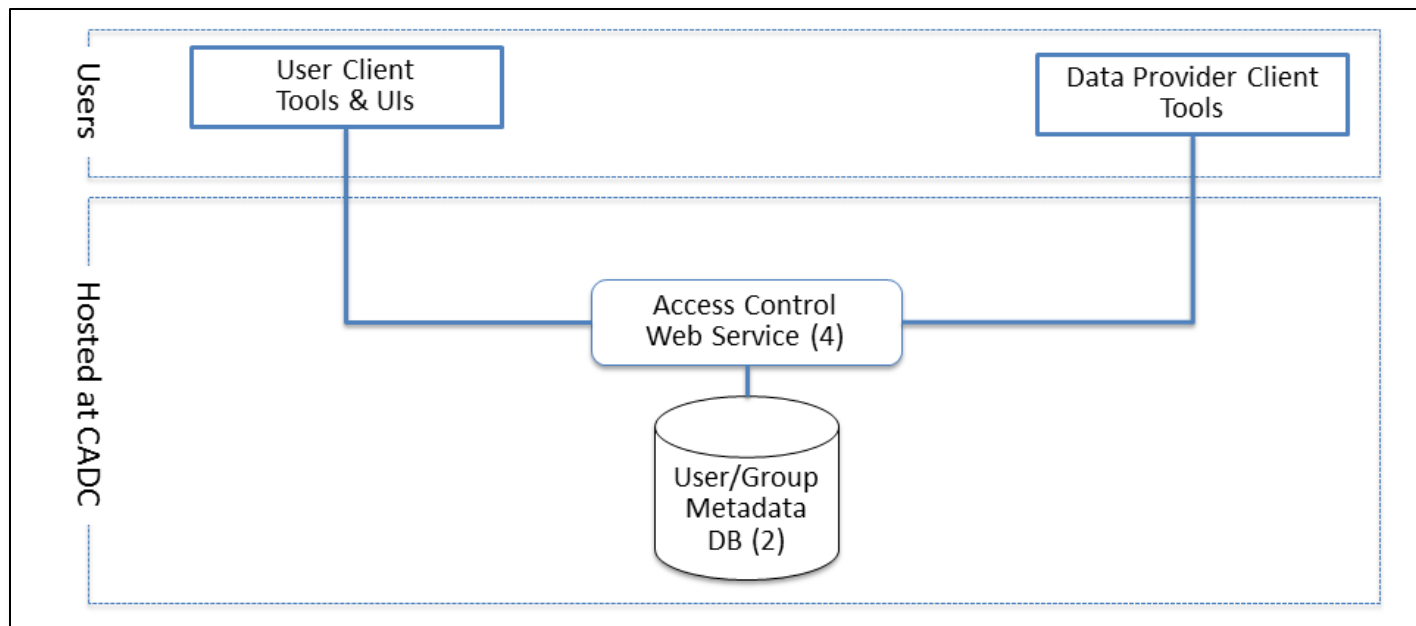 Users
User Client
Tools & UIs
Data Provider Client
Tools
Hosted at CADC
Access Control
Web Service (4)
User/Group
Metadata
DB (2)